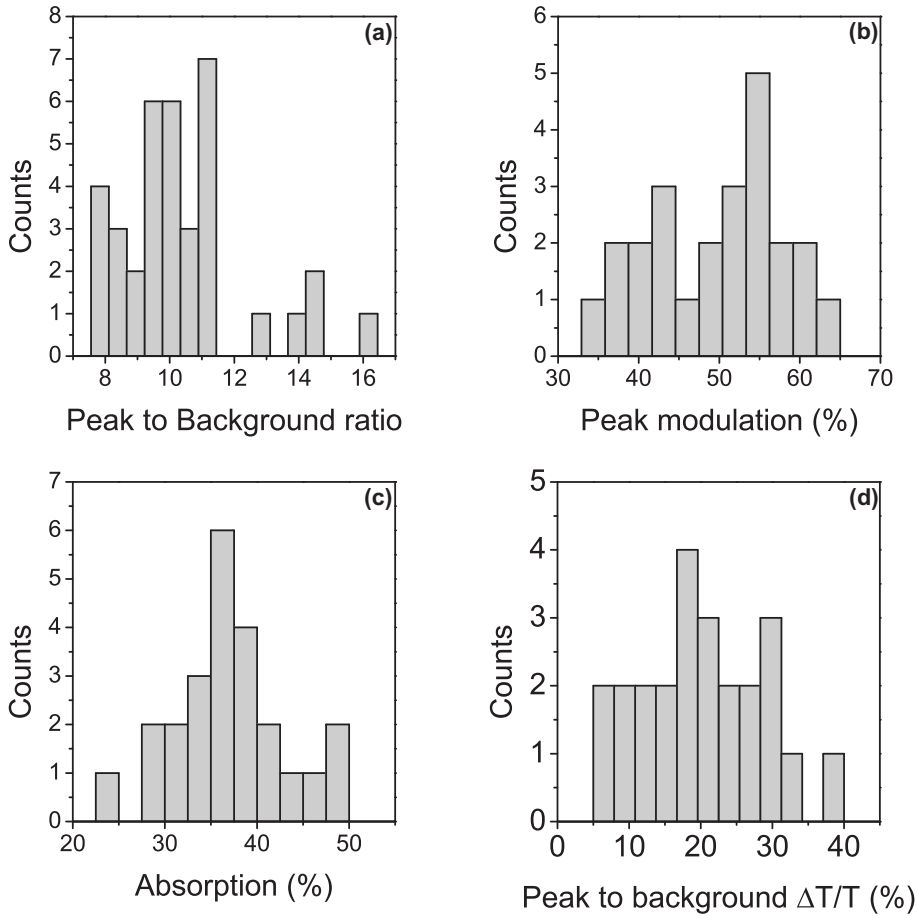 (a)
8
7
6
5
4
3
2
1
0
Counts
8 10 12 14 16
Peak to Background ratio
(b)
6
5
4
3
2
1
0
Counts
30 40 50 60 70
Peak modulation (%)
(c)
7
6
5
4
3
2
1
0
Counts
20 30 40 50
Absorption (%)
(d)
5
4
3
2
1
0
Counts
0 10 20 30 40
Peak to background ΔT/T (%)